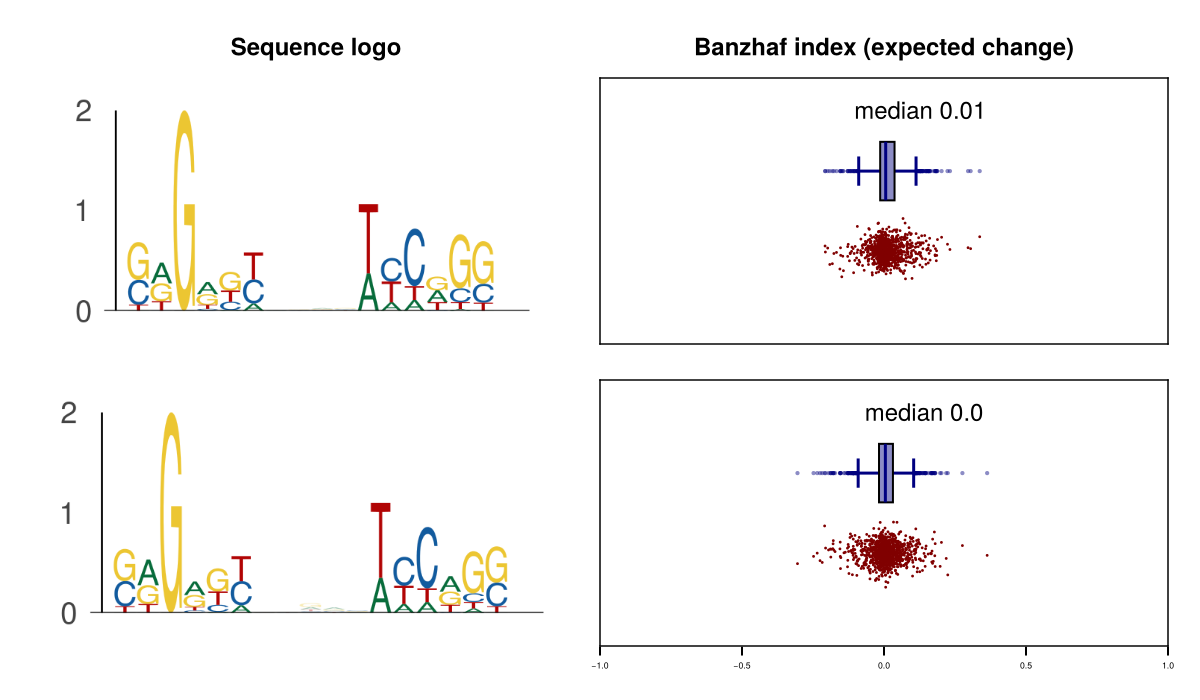 Sequence logo
Banzhaf index (expected change)
2
1
0
median 0.01
2
1
0
median 0.0
−1.0 −0.5 0.0 0.5 1.0